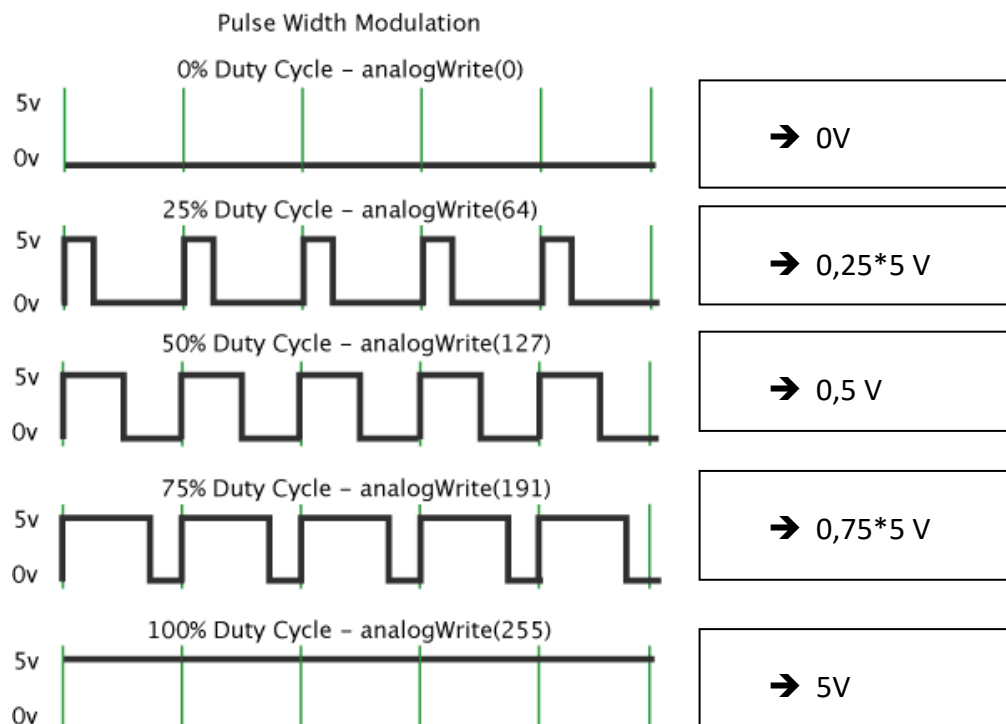 Pulse Width Modulation
0% Duty Cycle – analogWrite(0)
5v
0v
➔ 0V
25% Duty Cycle – analogWrite(64)
5v
0v
➔ 0,25*5 V
50% Duty Cycle – analogWrite(127)
5v
0v
➔ 0,5 V
75% Duty Cycle – analogWrite(191)
5v
0v
➔ 0,75*5 V
100% Duty Cycle – analogWrite(255)
5v
0v
➔ 5V